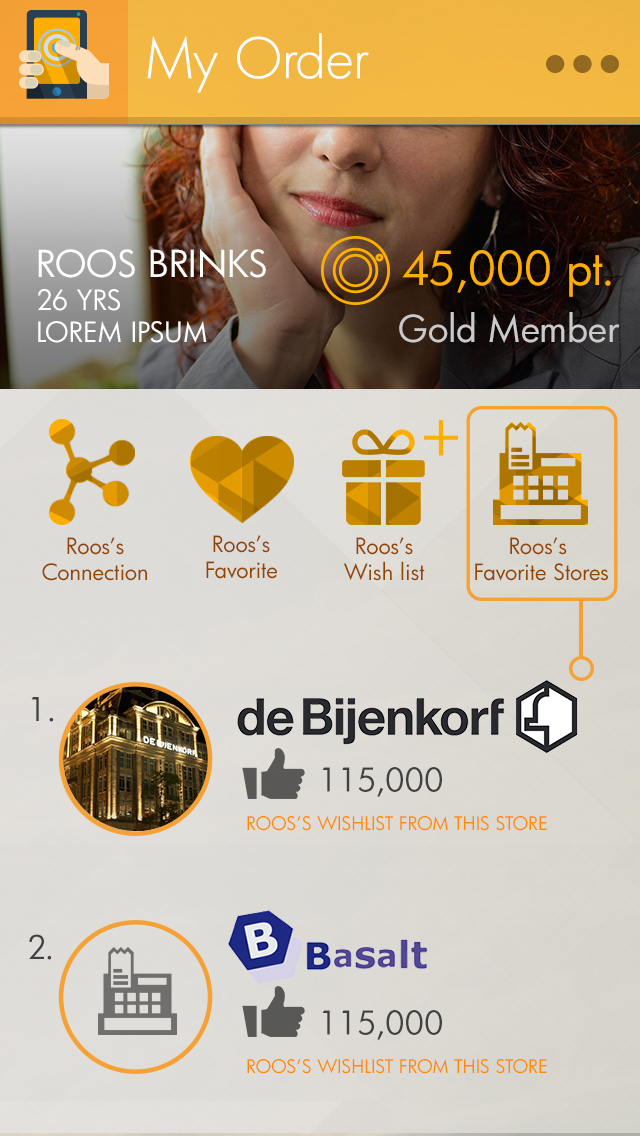 My Order
ROOS BRINKS
26 YRS
LOREM IPSUM
45,000 pt.
Gold Member
Roos's
Connection
Roos's
Favorite
Roos's
Wish list
Roos's
Favorite Stores
1.
DE BIJENKORF
de Bijenkorf
115,000
ROOS'S WISHLIST FROM THIS STORE
2.
B
Basalt
115,000
ROOS'S WISHLIST FROM THIS STORE